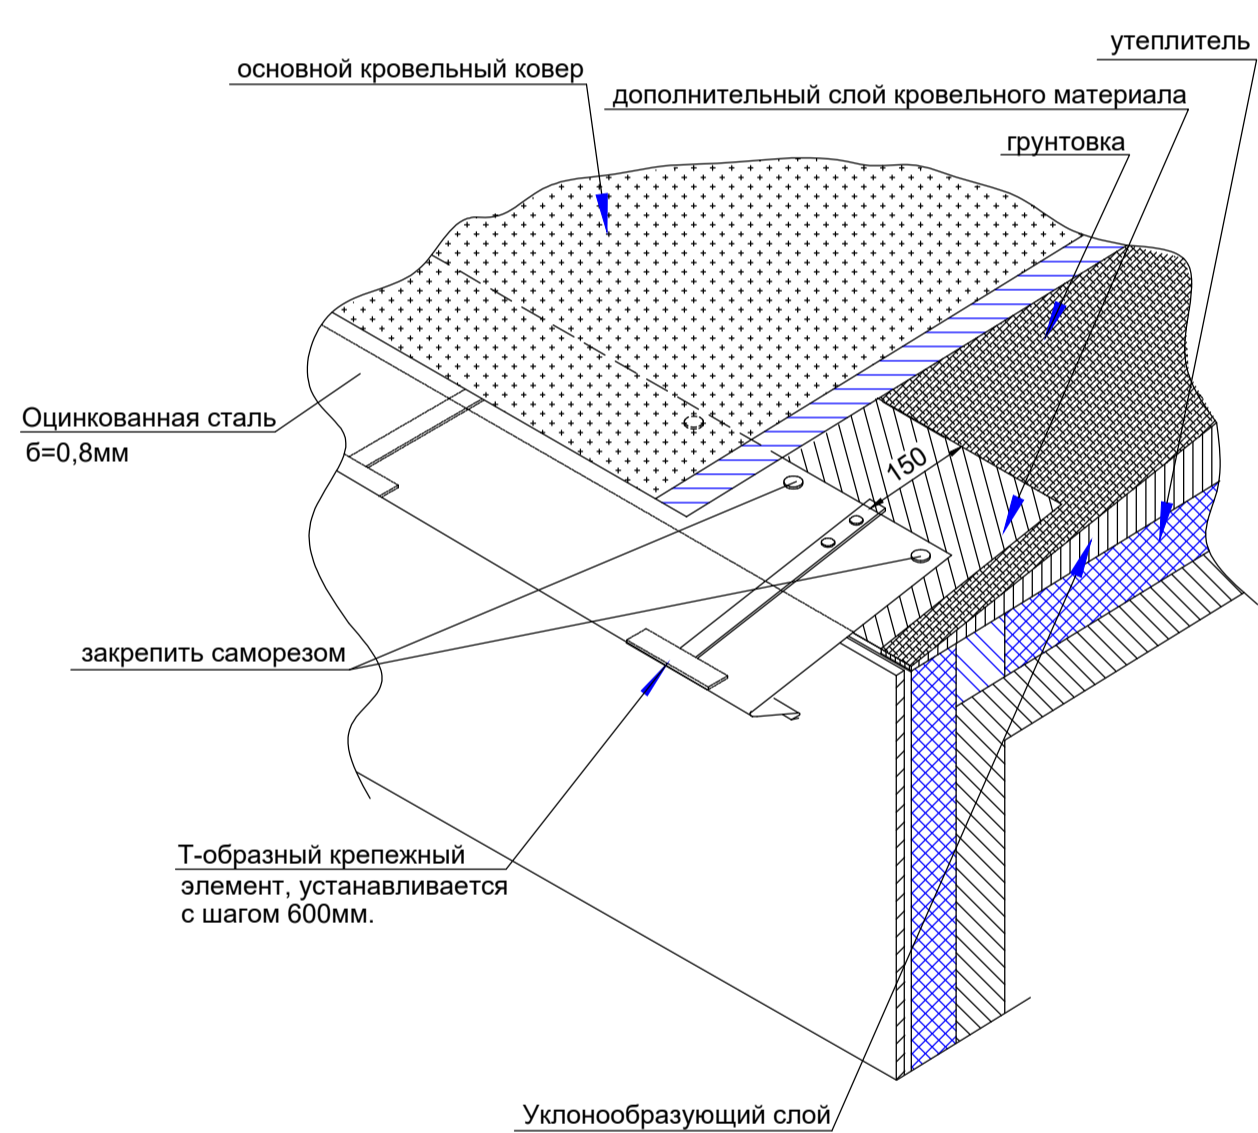 утеплитель
основной кровельный ковер
дополнительный слой кровельного материала
грунтовка
Оцинкованная сталь
б=0,8мм
150
закрепить саморезом
Т-образный крепежный
элемент, устанавливается
с шагом 600мм.
Уклонообразующий слой